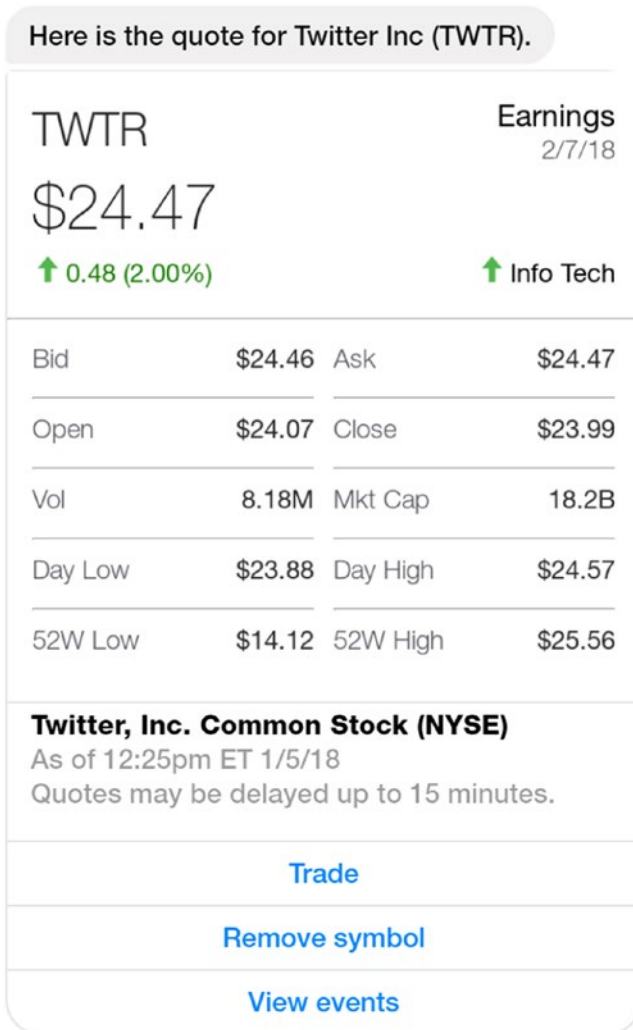 Here is the quote for Twitter Inc (TWTR).
TWTR
Earnings
2/7/18
$24.47
0.48 (2.00%)
Info Tech
Bid $24.46 Ask $24.47
Open $24.07 Close $23.99
Vol 8.18M Mkt Cap 18.2B
Day Low $23.88 Day High $24.57
52W Low $14.12 52W High $25.56
Twitter, Inc. Common Stock (NYSE)
As of 12:25pm ET 1/5/18
Quotes may be delayed up to 15 minutes.
Trade
Remove symbol
View events